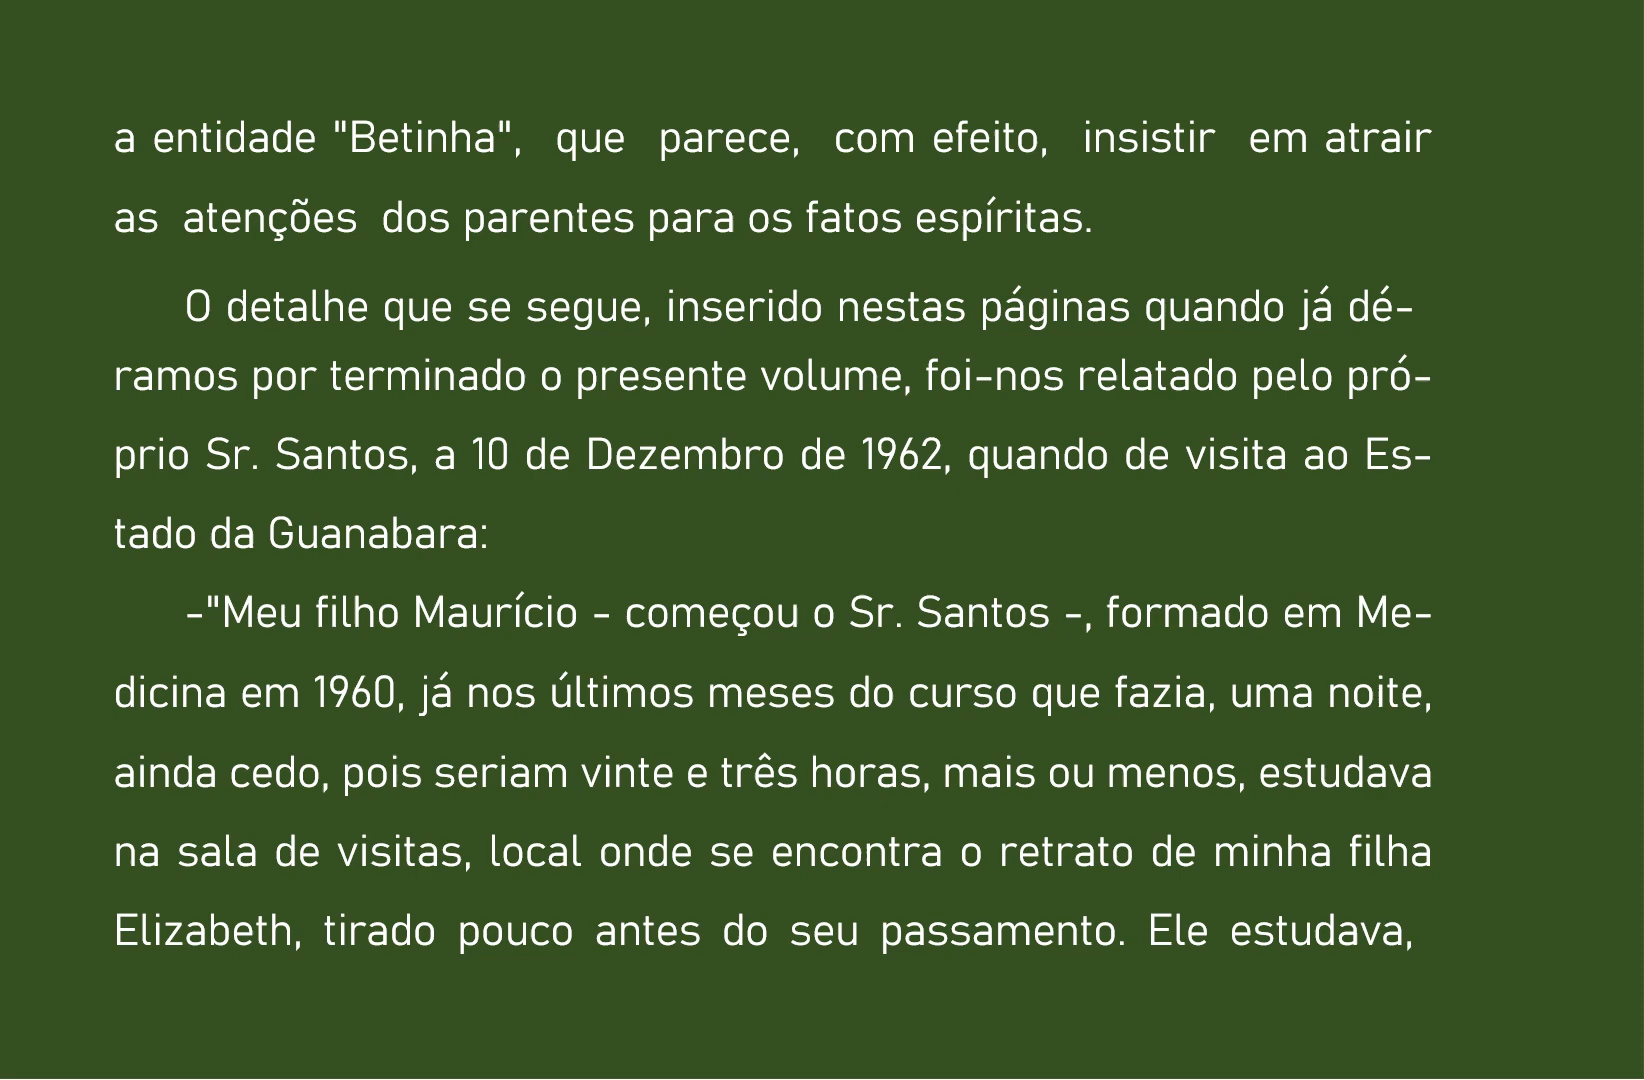 a entidade "Betinha", que parece, com efeito, insistir em atrair
as atenções dos parentes para os fatos espíritas.
O detalhe que se segue, inserido nestas páginas quando já dé-
ramos por terminado o presente volume, foi-nos relatado pelo pró-
prio Sr. Santos, a 10 de Dezembro de 1962, quando de visita ao Es-
tado da Guanabara:
-"Meu filho Maurício - começou o Sr. Santos -, formado em Me-
dicina em 1960, já nos últimos meses do curso que fazia, uma noite,
ainda cedo, pois seriam vinte e três horas, mais ou menos, estudava
na sala de visitas, local onde se encontra o retrato de minha filha
Elizabeth, tirado pouco antes do seu passamento. Ele estudava,